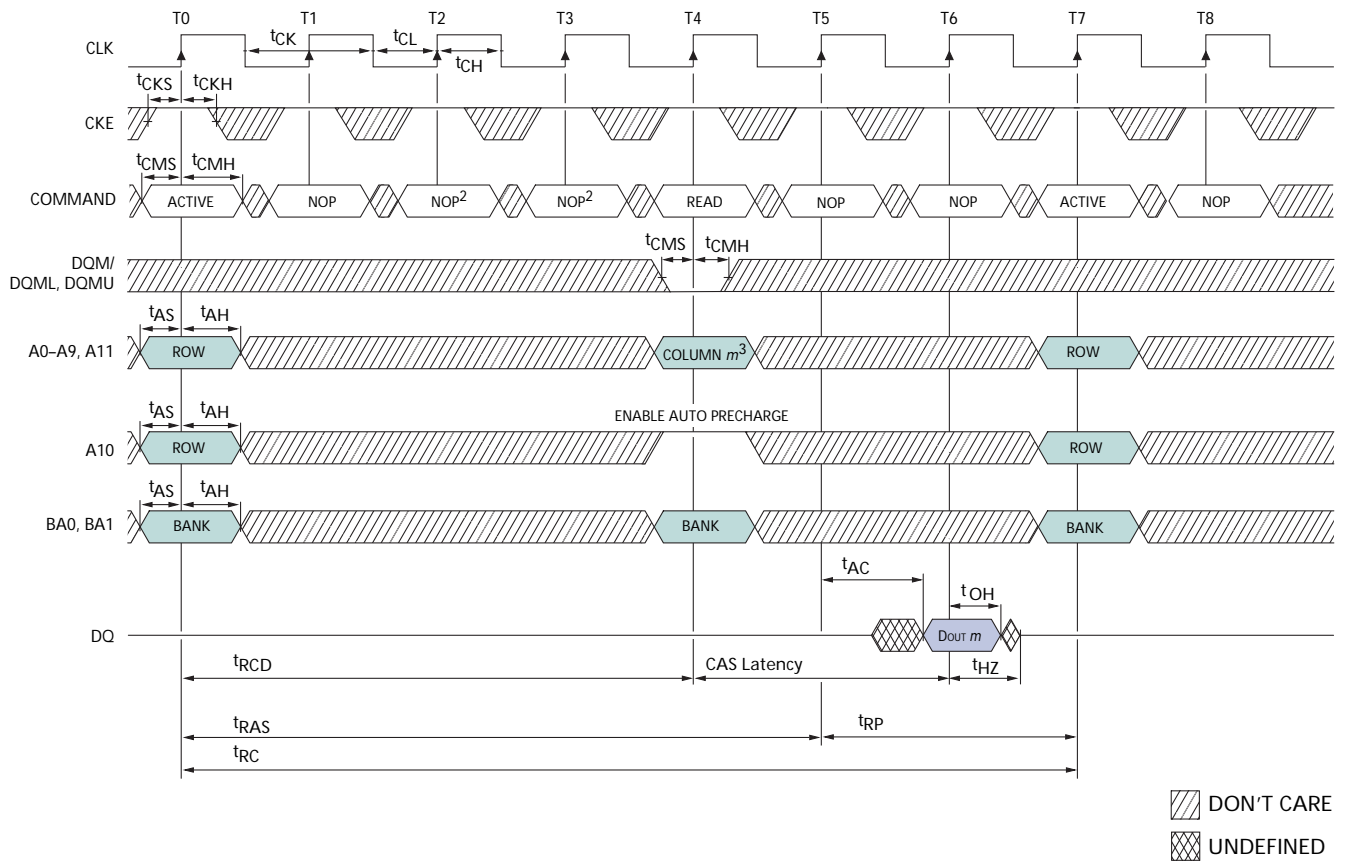 T0 T1 T2 T3 T4 T5 T6 T7 T8
CLK
tCK tCL
tCH
tCKS tCKH
CKE
tCMS tCMH
COMMAND ACTIVE NOP NOP2 NOP2 READ NOP NOP ACTIVE NOP
tCMS tCMH
DQM/
DQML, DQMU
tAS tAH
A0–A9, A11 ROW COLUMN m3 ROW
ENABLE AUTO PRECHARGE
tAS tAH
A10 ROW ROW
tAS tAH
BA0, BA1 BANK BANK BANK
tAC
tOH
DQ DOUT m
tRCD CAS Latency tHZ
tRAS tRP
tRC
DON'T CARE
UNDEFINED